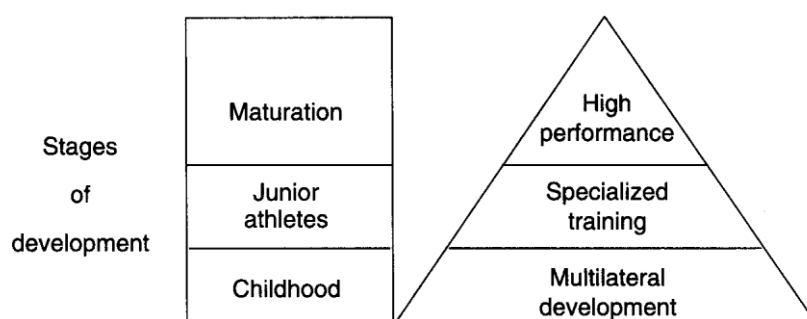 Stages
of
development
Maturation
Junior
athletes
Childhood
High
performance
Specialized
training
Multilateral
development